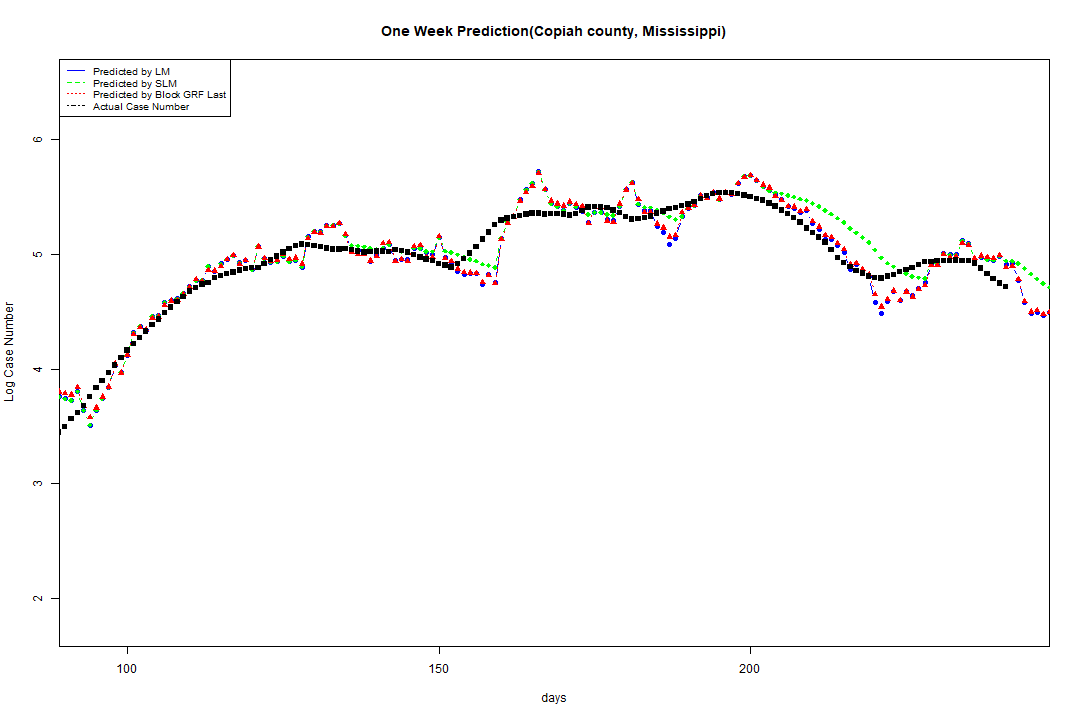 One Week Prediction(Copiah county, Mississippi)
Predicted by LM
Predicted by SLM
Predicted by Block GRF Last
Actual Case Number
6
5
4
3
2
Log Case Number
100 150 200
days